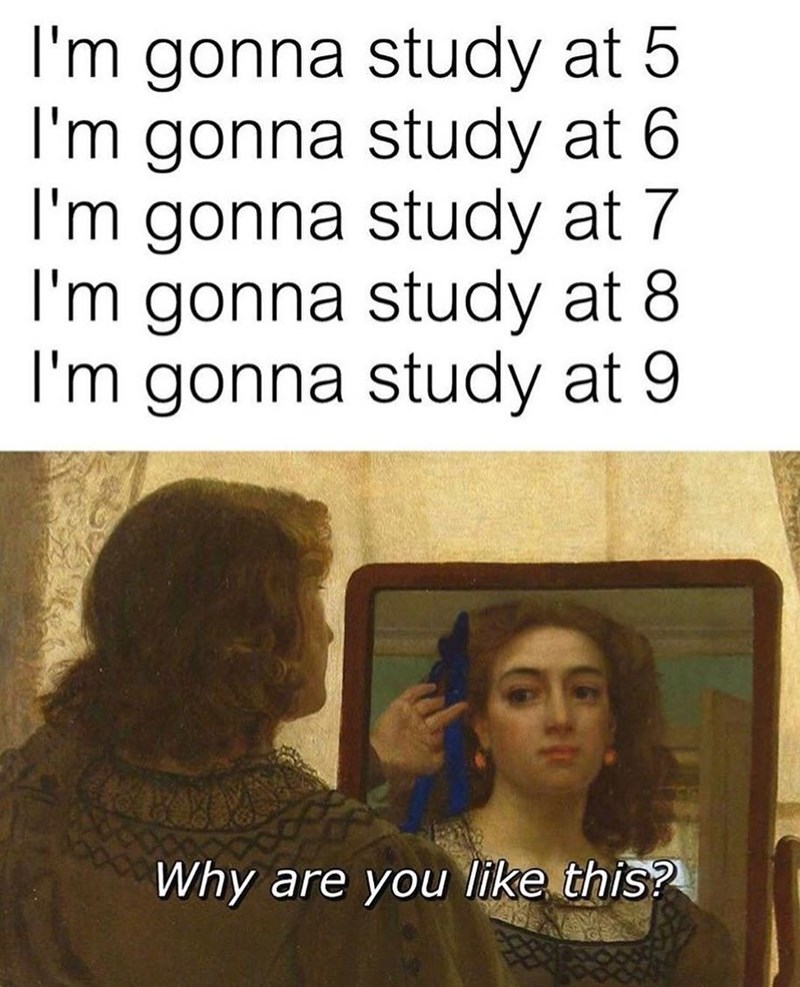 I'm gonna study at 5
I'm gonna study at 6
I'm gonna study at 7
I'm gonna study at 8
I'm gonna study at 9
Why are you like this?